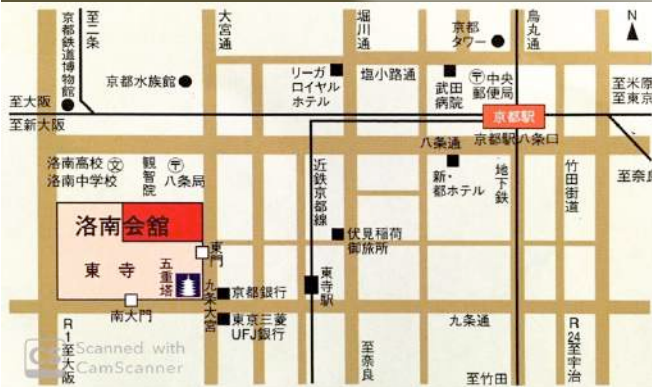 京都鉄道博物館
至二条
大宮通
堀川通
京都
タワー
烏丸通
N
京都水族館
リーガ
ロイヤル
ホテル
塩小路通
武田
病院
〒中央
郵便局
至米原
至東京
至大阪
至新大阪
京都駅
京都駅八条口
八条通
洛南高校
洛南中学校
文
観智院
〒
八条局
近鉄京都線
新・
都ホテル
地下鉄
竹田街道
至奈良
洛南会舘
東門
伏見稲荷
御旅所
東寺
五重塔
九条大宮
京都銀行
東寺駅
南大門
東京三菱
UFJ銀行
九条通
R1至大阪
至奈良
至竹田
R24至宇治
CS
Scanned with
CamScanner